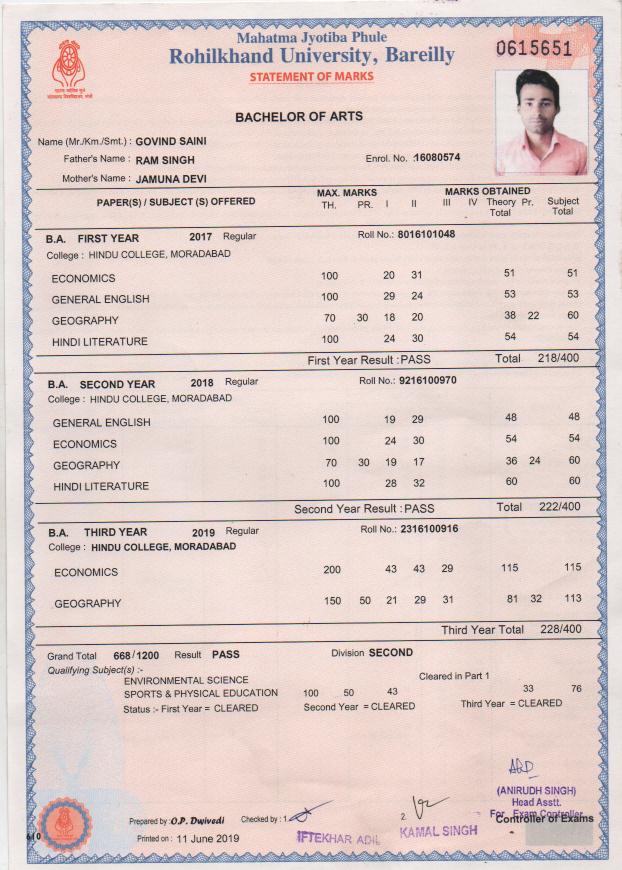 Mahatma Jyotiba Phule
Rohilkhand University, Bareilly
0615651
STATEMENT OF MARKS
BACHELOR OF ARTS
Name (Mr./Km./Smt.) : GOVIND SAINI
Father's Name : RAM SINGH Enrol. No. :16080574
Mother's Name : JAMUNA DEVI
PAPER(S) / SUBJECT (S) OFFERED MAX. MARKS MARKS OBTAINED
TH. PR. I II III IV Theory Total Pr. Subject Total
B.A. FIRST YEAR 2017 Regular Roll No.: 8016101048
College : HINDU COLLEGE, MORADABAD
ECONOMICS 100 20 31 51 51
GENERAL ENGLISH 100 29 24 53 53
GEOGRAPHY 70 30 18 20 38 22 60
HINDI LITERATURE 100 24 30 54 54
First Year Result :PASS Total 218/400
B.A. SECOND YEAR 2018 Regular Roll No.: 9216100970
College : HINDU COLLEGE, MORADABAD
GENERAL ENGLISH 100 19 29 48 48
ECONOMICS 100 24 30 54 54
GEOGRAPHY 70 30 19 17 36 24 60
HINDI LITERATURE 100 28 32 60 60
Second Year Result :PASS Total 222/400
B.A. THIRD YEAR 2019 Regular Roll No.: 2316100916
College : HINDU COLLEGE, MORADABAD
ECONOMICS 200 43 43 29 115 115
GEOGRAPHY 150 50 21 29 31 81 32 113
Third Year Total 228/400
Grand Total 668/1200 Result PASS Division SECOND
Qualifying Subject(s) :-
ENVIRONMENTAL SCIENCE Cleared in Part 1
SPORTS & PHYSICAL EDUCATION 100 50 43 33 76
Status :- First Year = CLEARED Second Year = CLEARED Third Year = CLEARED
(ANIRUDH SINGH)
Head Asstt.
For Exam Controller
Controller of Exams
Prepared by :O.P. Dwivedi Checked by : 1. 2.
IFTEKHAR ADIL KAMAL SINGH
Printed on : 11 June 2019